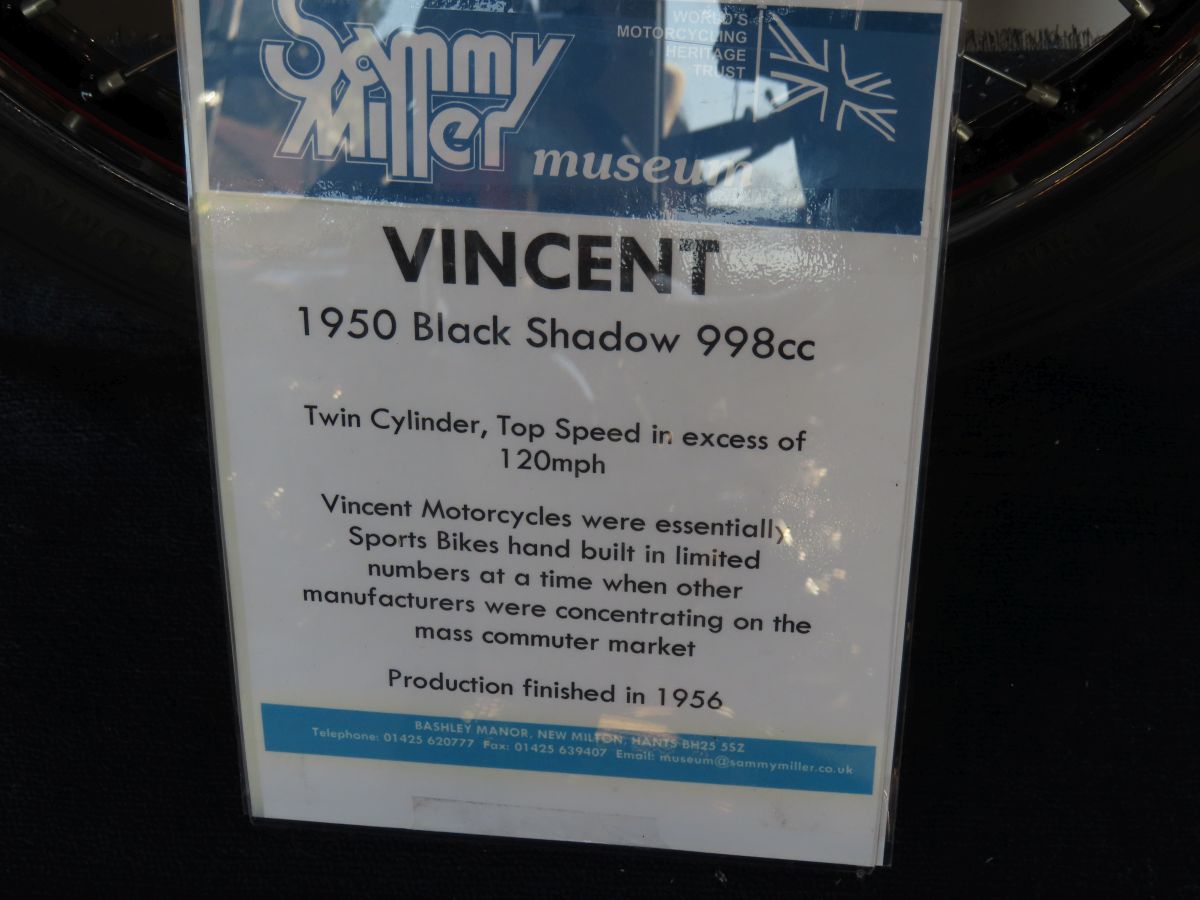 Sammy
Miller
museum
WORLD'S
MOTORCYCLING
HERITAGE
TRUST
VINCENT
1950 Black Shadow 998cc
Twin Cylinder, Top Speed in excess of
120mph
Vincent Motorcycles were essentially
Sports Bikes hand built in limited
numbers at a time when other
manufacturers were concentrating on the
mass commuter market
Production finished in 1956
BASHLEY MANOR, NEW MILTON, HANTS BH25 5SZ
Telephone: 01425 620777 Fax: 01425 639407 Email: museum@sammymiller.co.uk